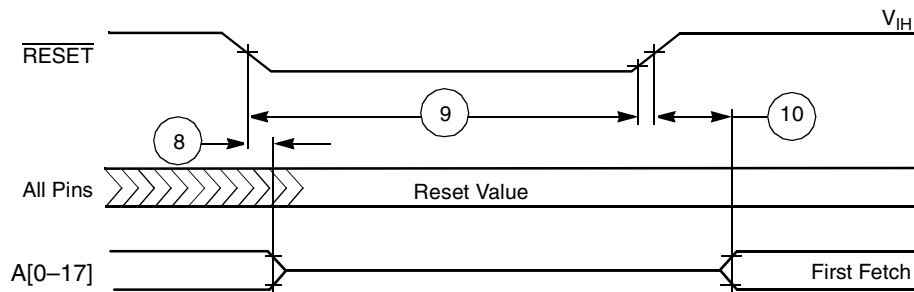 V_IH
RESET
9
10
8
All Pins
Reset Value
A[0–17]
First Fetch